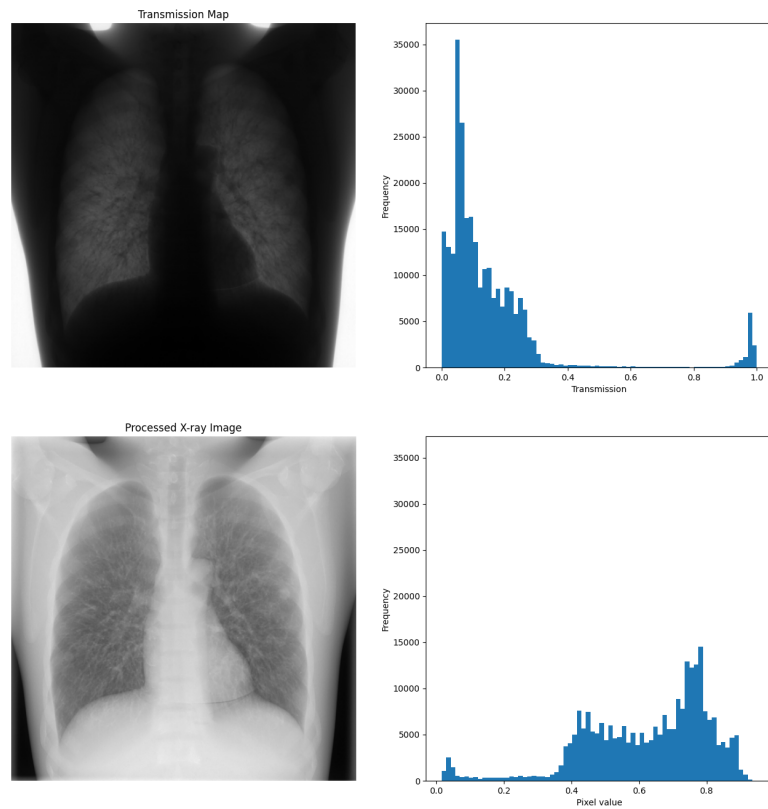 Transmission Map
35000
30000
25000
20000
15000
10000
5000
0
Frequency
0.0 0.2 0.4 0.6 0.8 1.0
Transmission
Processed X-ray Image
35000
30000
25000
20000
15000
10000
5000
0
Frequency
0.0 0.2 0.4 0.6 0.8
Pixel value